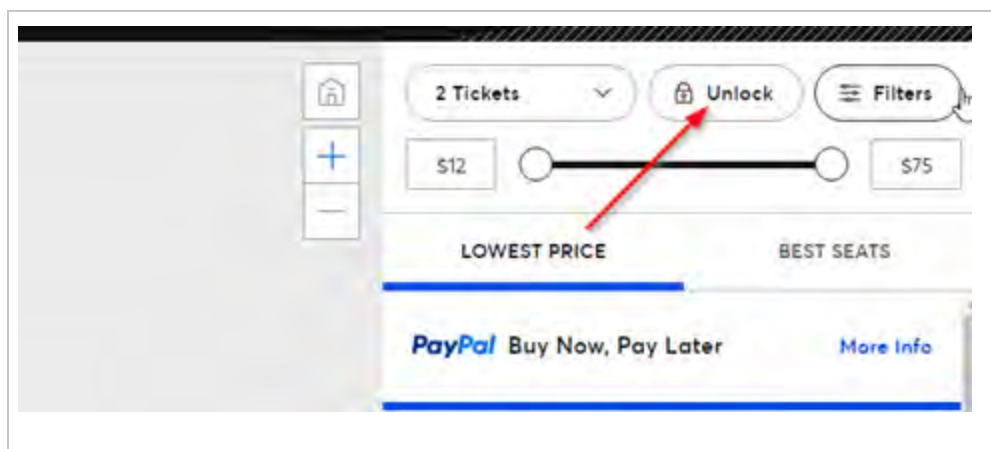 2 Tickets Unlock Filters
$12 $75
LOWEST PRICE BEST SEATS
PayPal Buy Now, Pay Later More Info